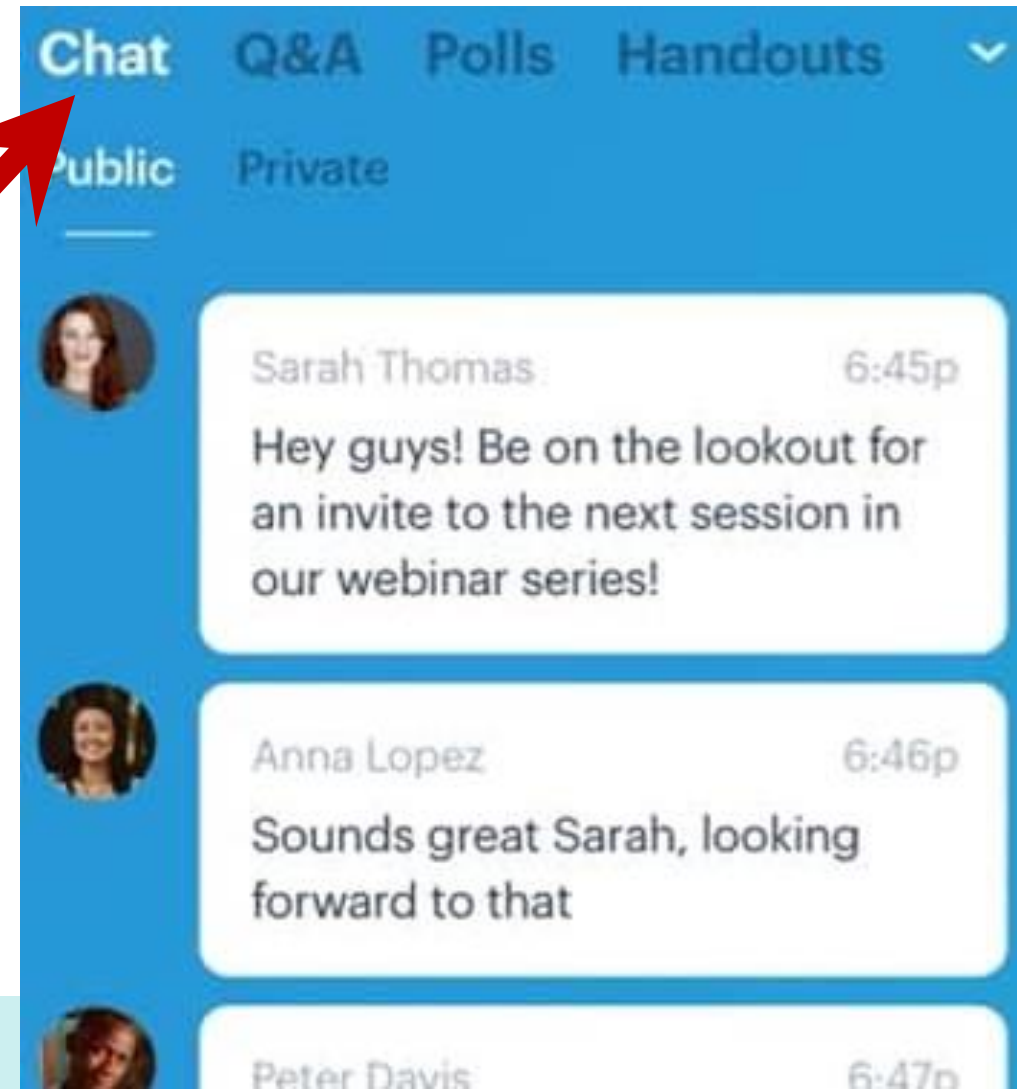 Chat Q&A Polls Handouts
Public Private
Sarah Thomas 6:45p
Hey guys! Be on the lookout for
an invite to the next session in
our webinar series!
Anna Lopez 6:46p
Sounds great Sarah, looking
forward to that
Peter Davis 6:47p